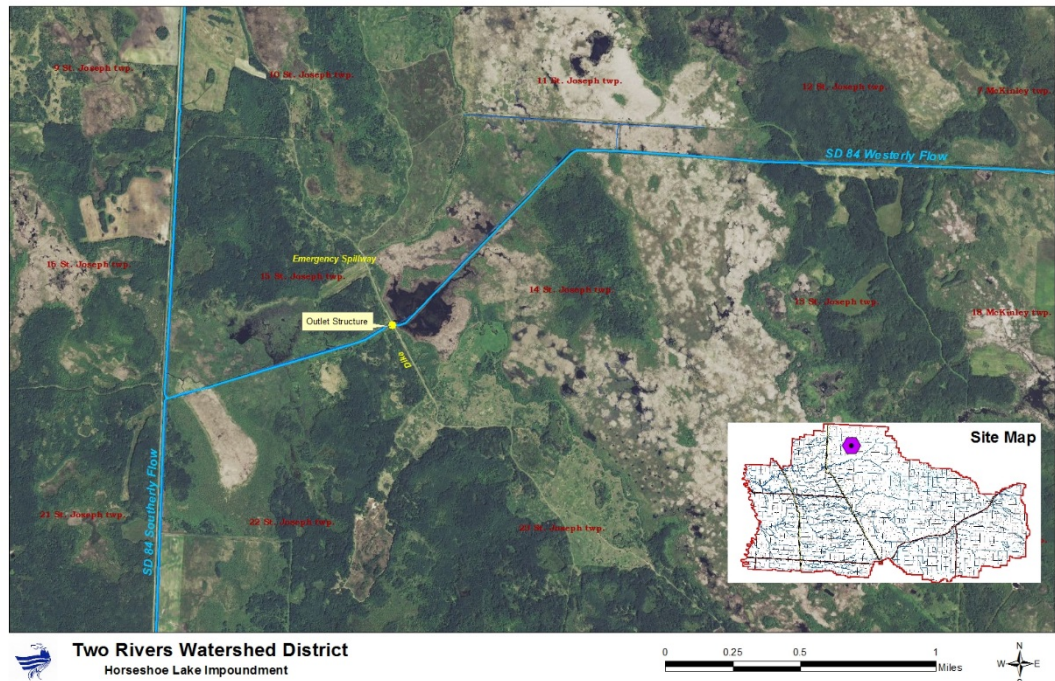 9 St. Joseph twp.
10 St. Joseph twp.
11 St. Joseph twp.
12 St. Joseph twp.
7 McKinley twp.
SD 84 Westerly Flow
16 St. Joseph twp.
Emergency Spillway
15 St. Joseph twp.
14 St. Joseph twp.
13 St. Joseph twp.
18 McKinley twp.
Outlet Structure
Dike
Site Map
SD 84 Southerly Flow
21 St. Joseph twp.
22 St. Joseph twp.
23 St. Joseph twp.
Two Rivers Watershed District
Horseshoe Lake Impoundment
0 0.25 0.5 1
Miles
N
W E